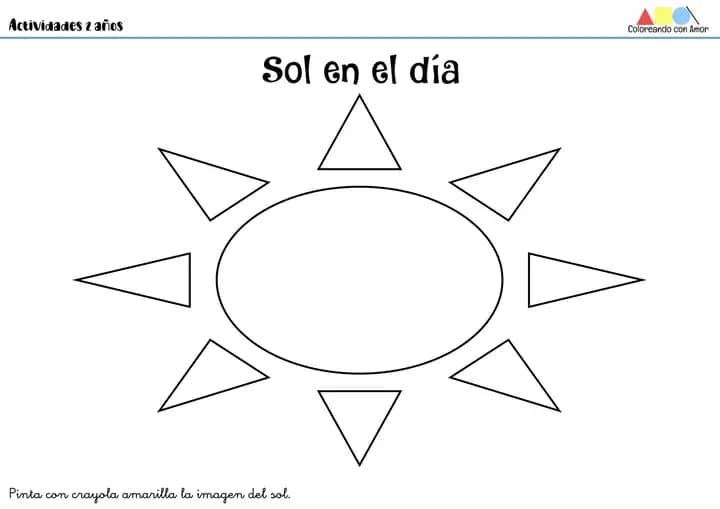 Actividades 2 años
Coloreando con Amor
Sol en el día
Pinta con crayola amarilla la imagen del sol.